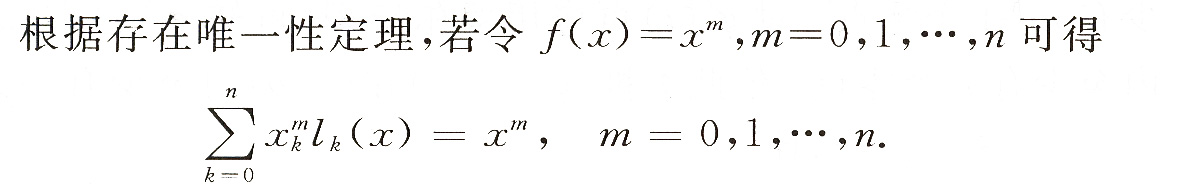 根据存在唯一性定理,若令 f(x)=x^m,m=0,1,⋯,n 可得
\sum_{k=0}^{n} x_k^m l_k(x) = x^m, m = 0,1,⋯,n.